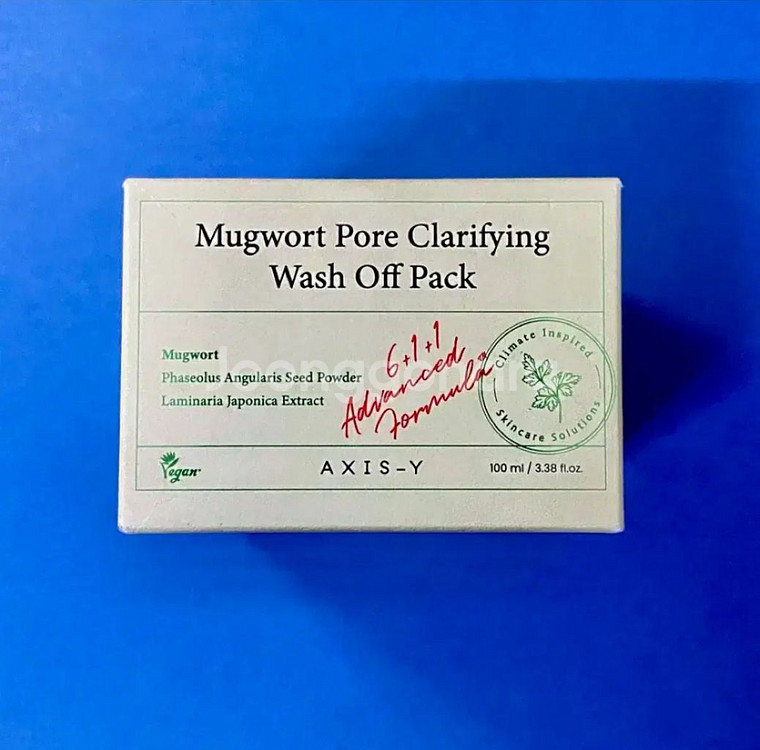 Mugwort Pore Clarifying
Wash Off Pack
Mugwort
Phaseolus Angularis Seed Powder
Laminaria Japonica Extract
6+1+1
Advanced
Formula
Climate Inspired
Skincare Solutions
Vegan
AXIS-Y
100 ml / 3.38 fl.oz.